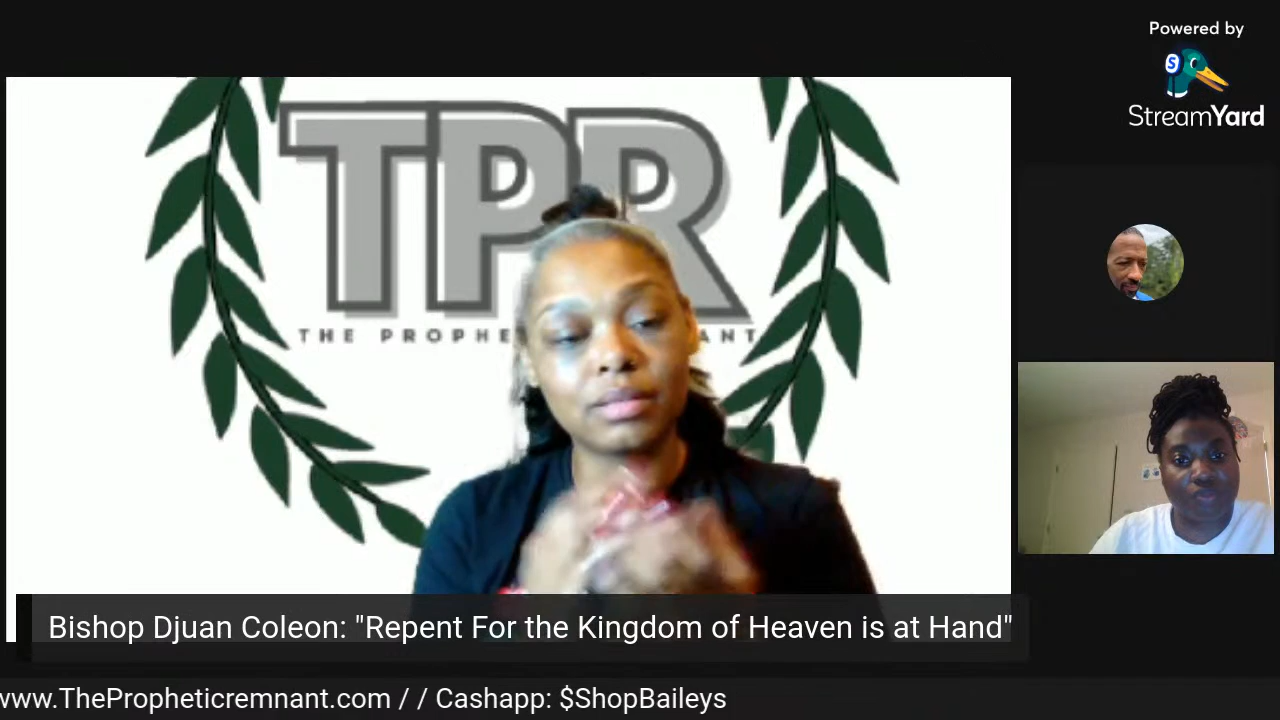 Powered by
S
StreamYard
TPR
THE PROPHE ANT
Bishop Djuan Coleon: "Repent For the Kingdom of Heaven is at Hand"
www.ThePropheticremnant.com / / Cashapp: $ShopBaileys